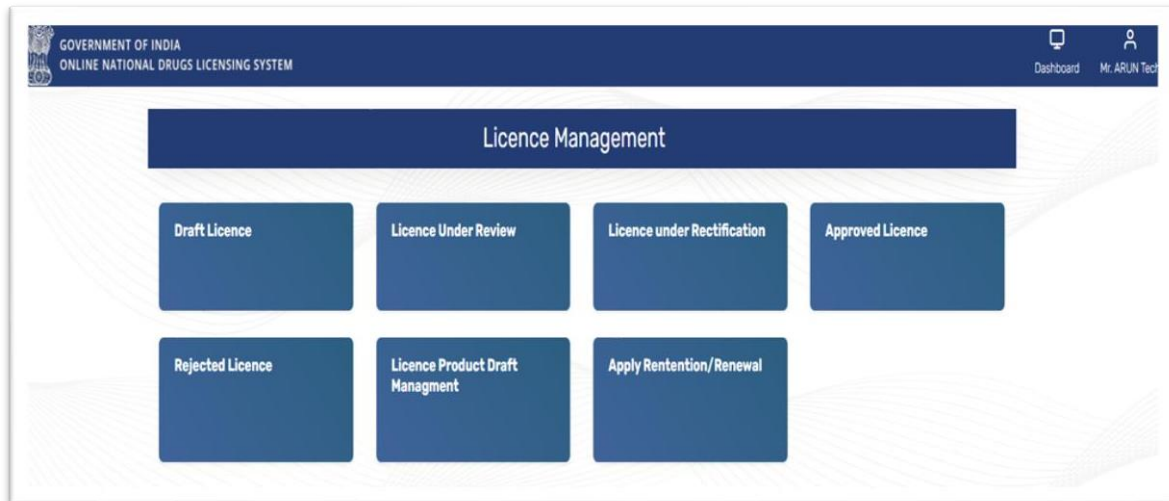 GOVERNMENT OF INDIA
ONLINE NATIONAL DRUGS LICENSING SYSTEM
Dashboard
Mr. ARUN Tech
Licence Management
Draft Licence
Licence Under Review
Licence under Rectification
Approved Licence
Rejected Licence
Licence Product Draft
Managment
Apply Rentention/Renewal